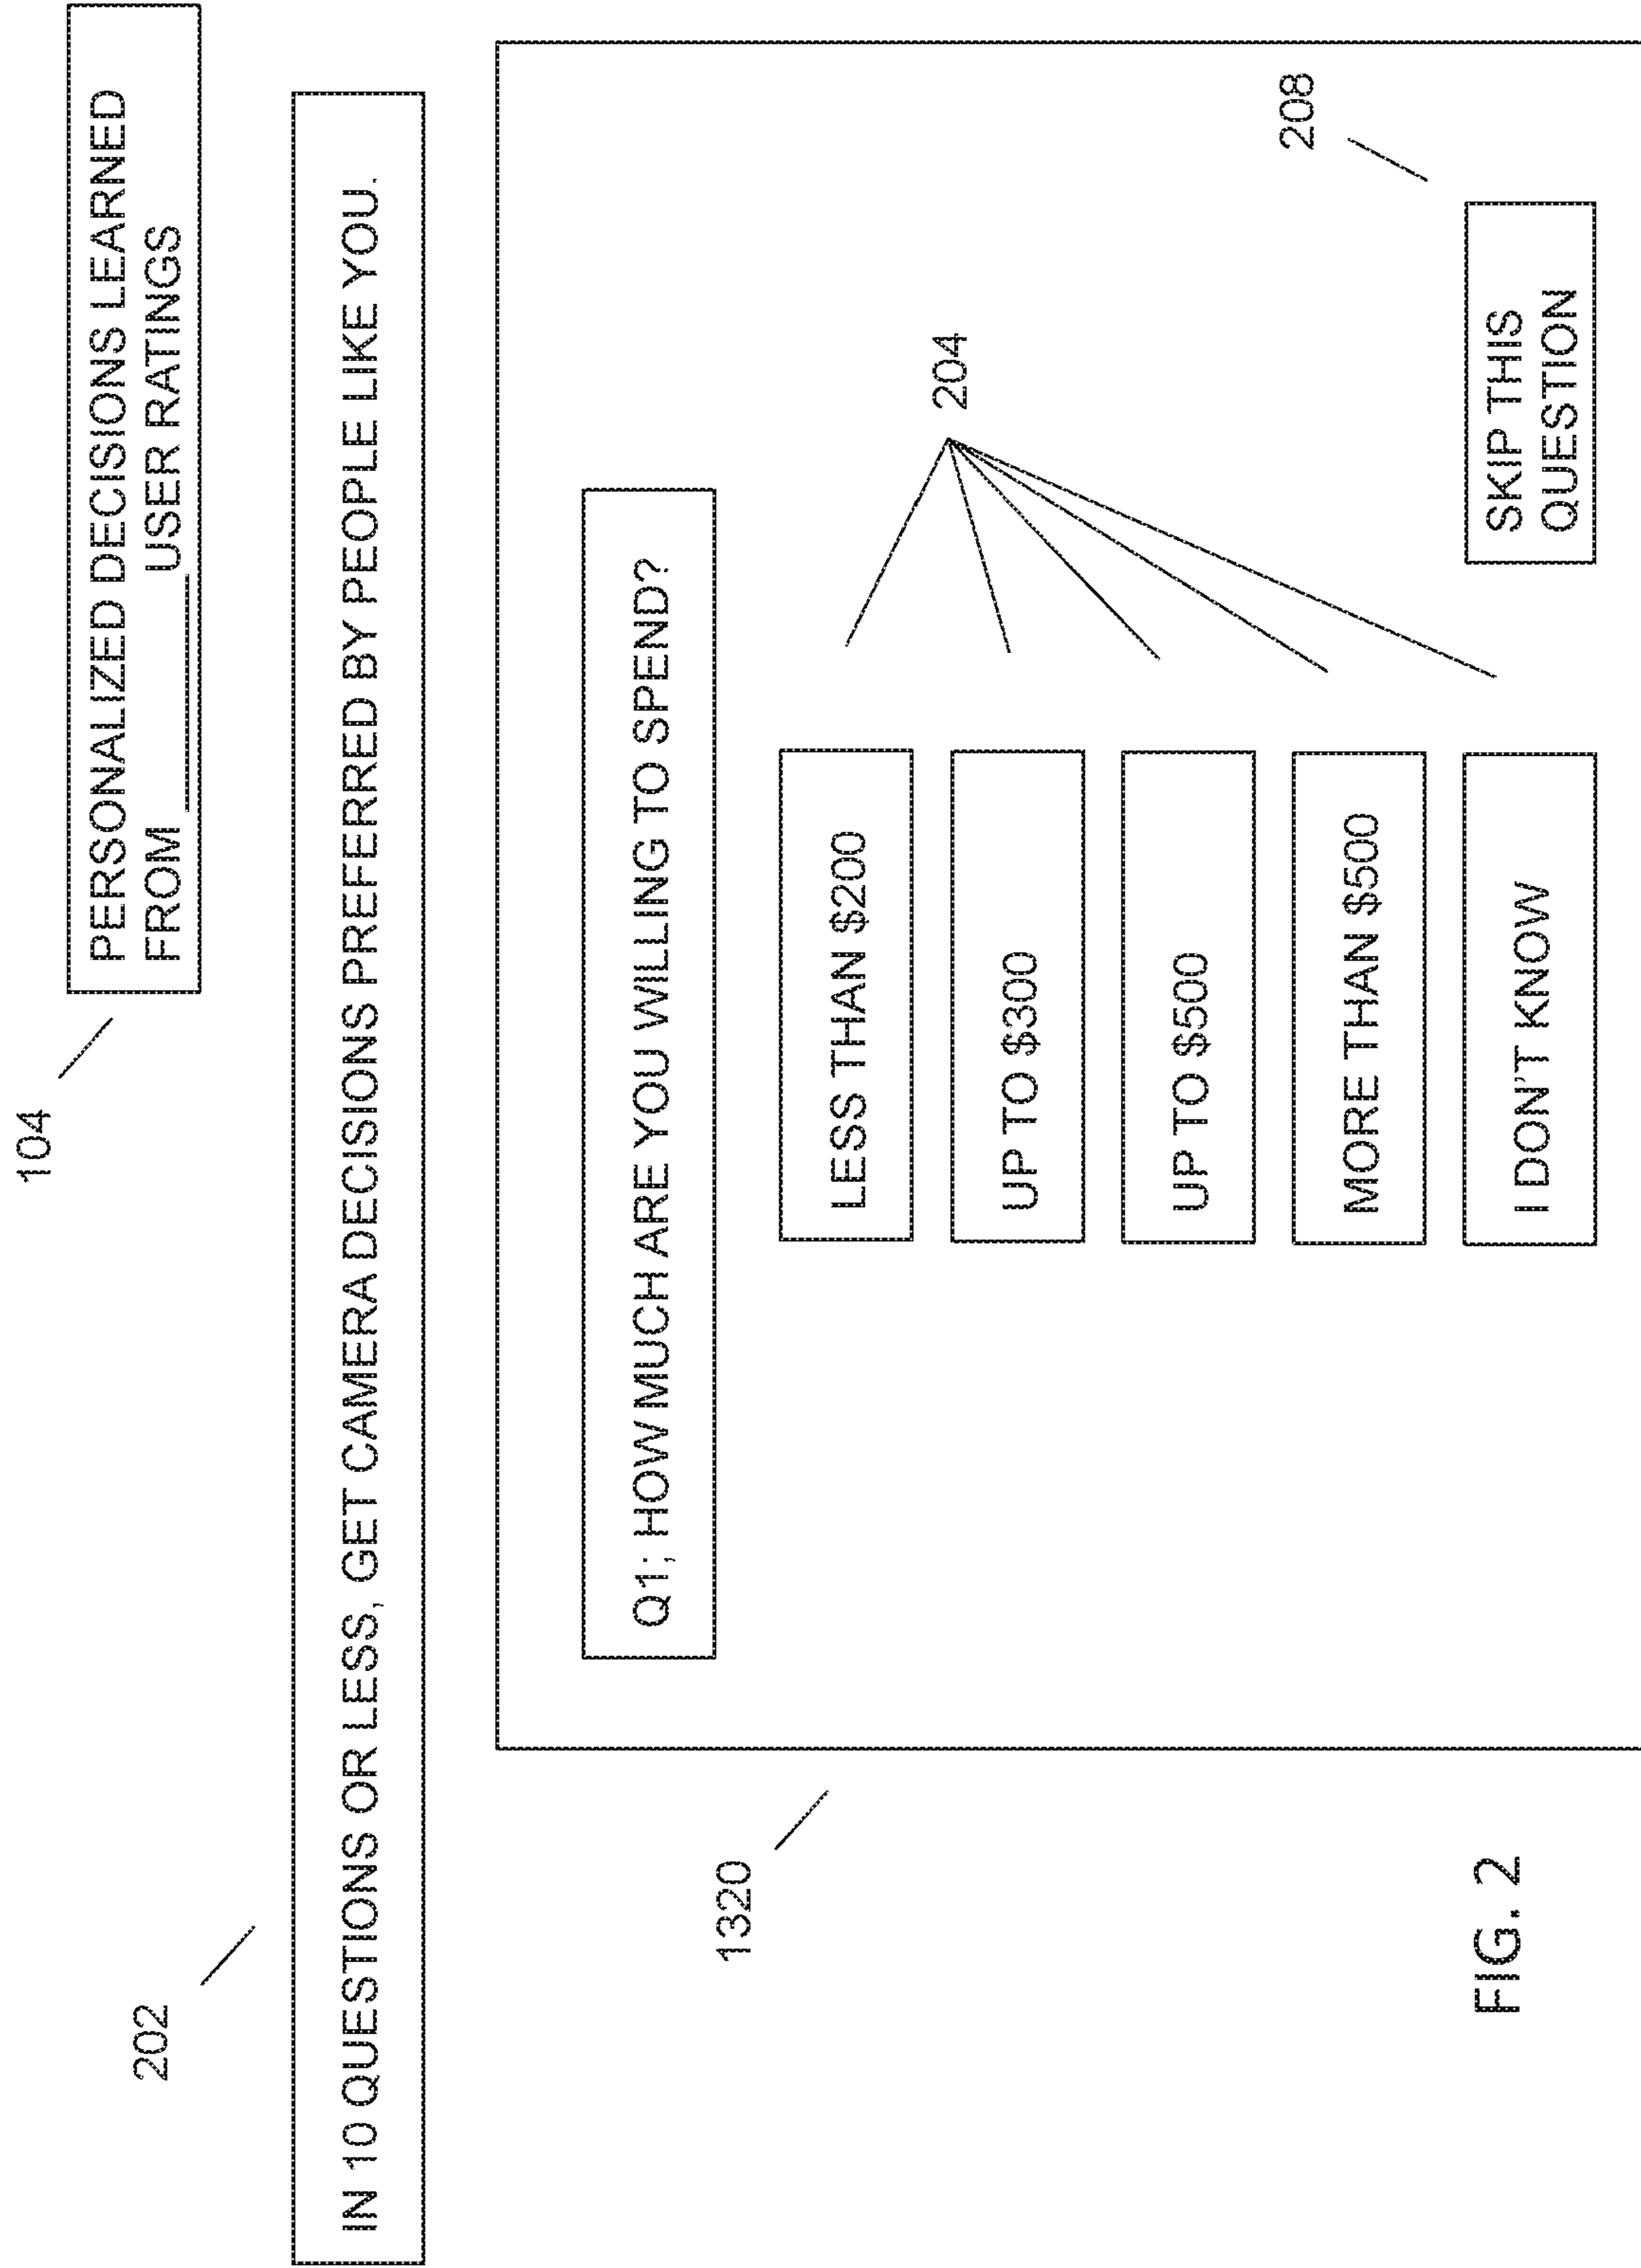 104
PERSONALIZED DECISIONS LEARNED
FROM ________ USER RATINGS
202
IN 10 QUESTIONS OR LESS, GET CAMERA DECISIONS PREFERRED BY PEOPLE LIKE YOU.
1320
Q1; HOW MUCH ARE YOU WILLING TO SPEND?
204
LESS THAN $200
UP TO $300
UP TO $500
MORE THAN $500
I DON'T KNOW
208
SKIP THIS
QUESTION
FIG. 2